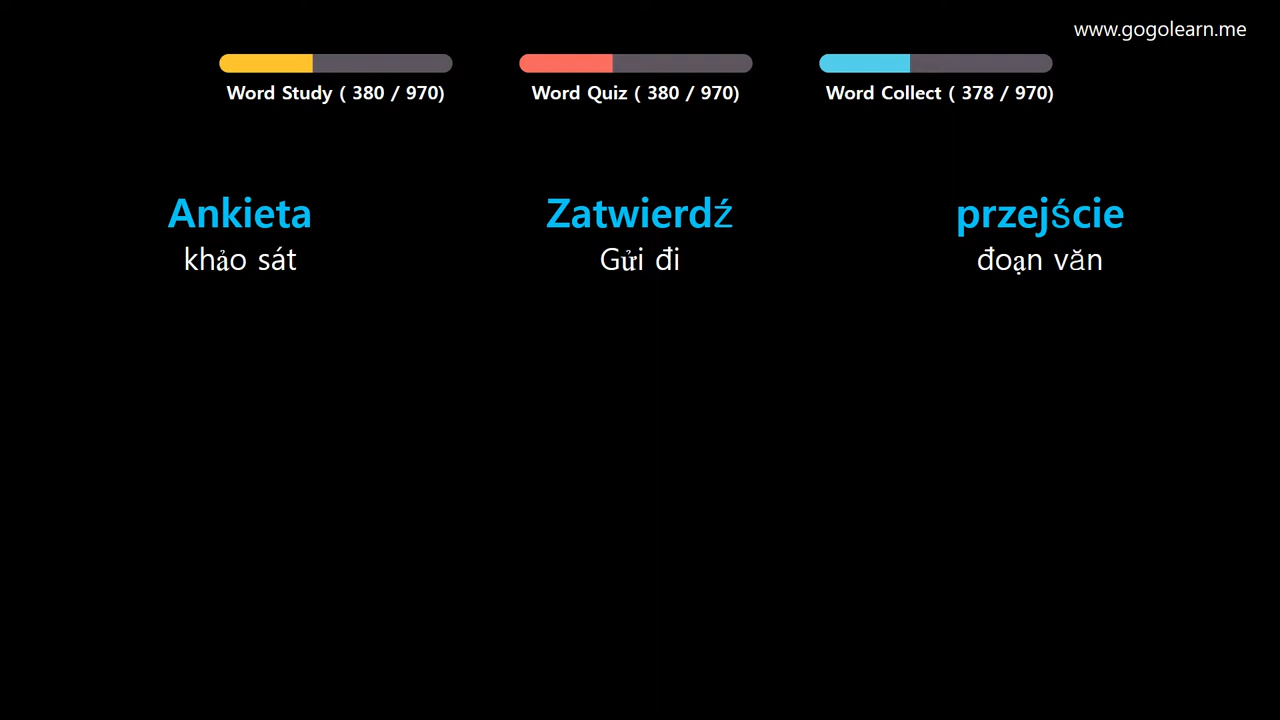 www.gogolearn.me
Word Study ( 380 / 970)
Word Quiz ( 380 / 970)
Word Collect ( 378 / 970)
Ankieta
khảo sát
Zatwierdź
Gửi đi
przejście
đoạn văn